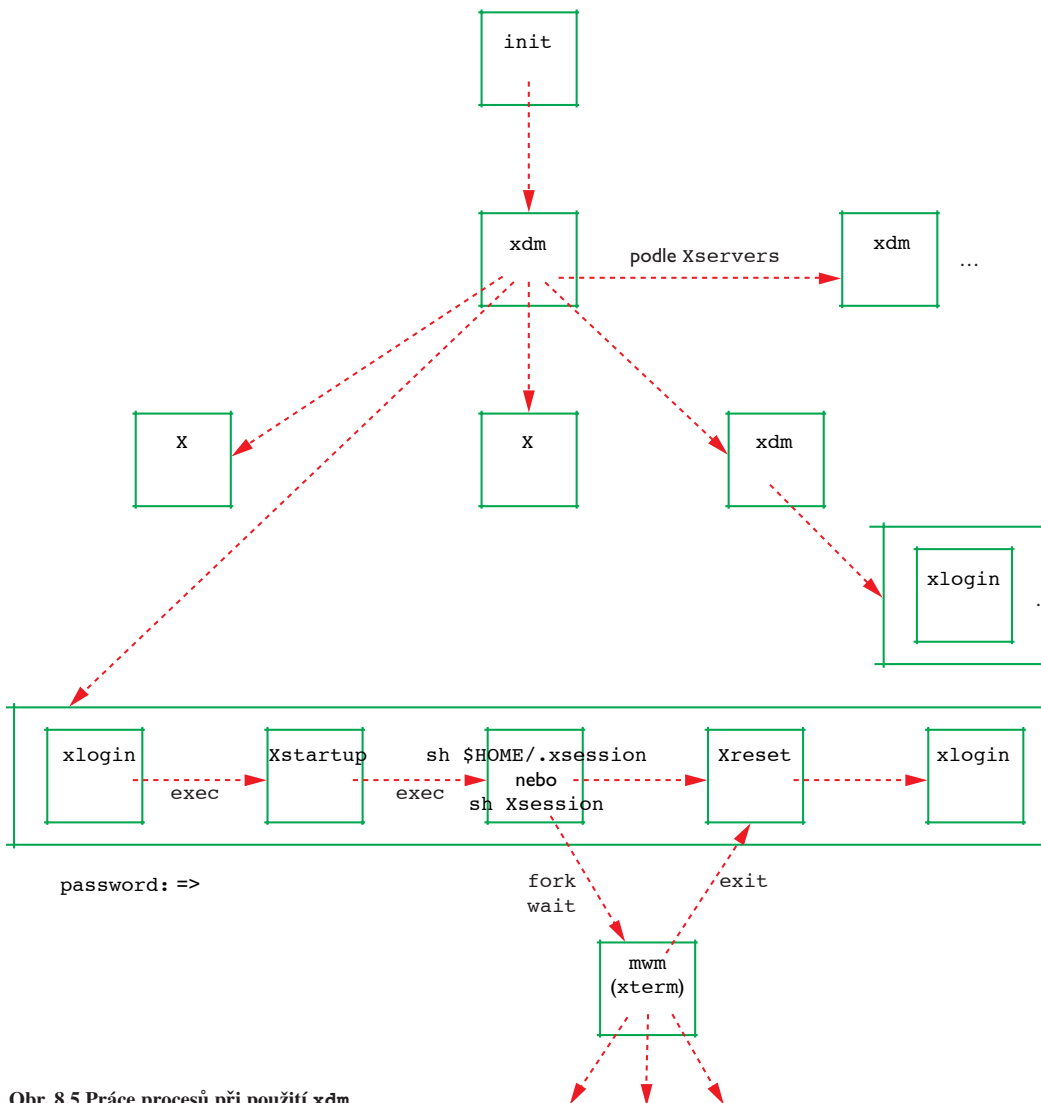 init
xdm
podle Xservers
xdm
...
X
X
xdm
xlogin
.
xlogin
exec
Xstartup
exec
sh $HOME/.xsession
nebo
sh Xsession
Xreset
xlogin
password: =>
fork
wait
exit
mwm
(xterm)
Obr. 8.5 Práce procesů při použití xdm